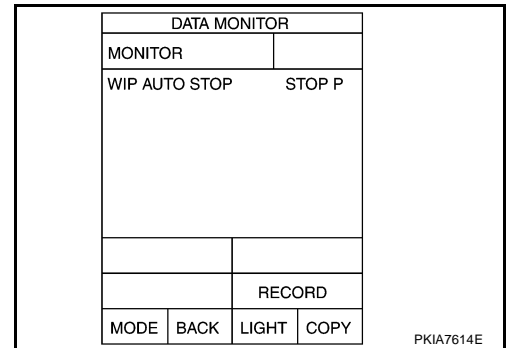 DATA MONITOR
MONITOR
WIP AUTO STOP STOP P
RECORD
MODE BACK LIGHT COPY
PKIA7614E